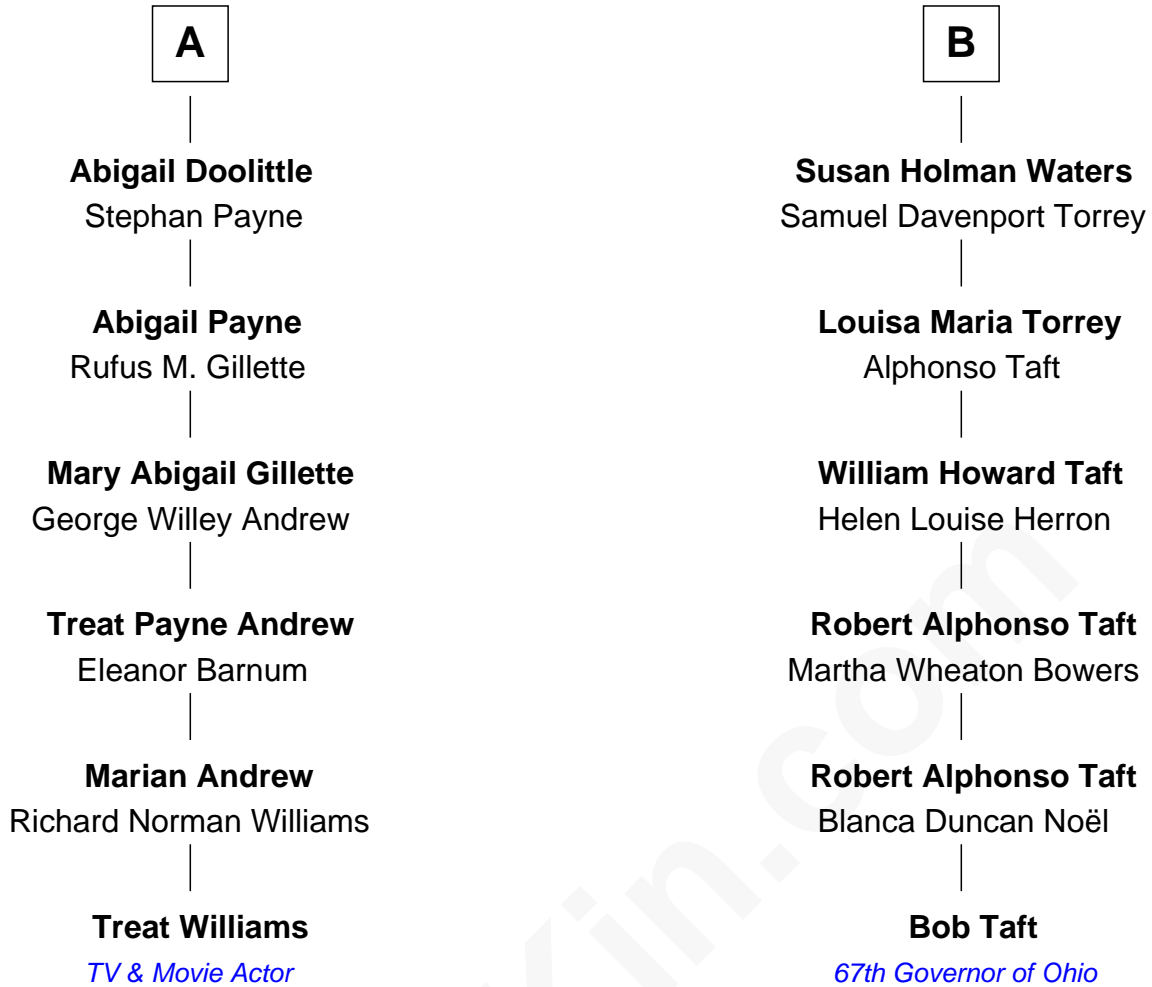 A
Abigail Doolittle
Stephan Payne
Abigail Payne
Rufus M. Gillette
Mary Abigail Gillette
George Willey Andrew
Treat Payne Andrew
Eleanor Barnum
Marian Andrew
Richard Norman Williams
Treat Williams
TV & Movie Actor
B
Susan Holman Waters
Samuel Davenport Torrey
Louisa Maria Torrey
Alphonso Taft
William Howard Taft
Helen Louise Herron
Robert Alphonso Taft
Martha Wheaton Bowers
Robert Alphonso Taft
Blanca Duncan Noël
Bob Taft
67th Governor of Ohio
Kin.com